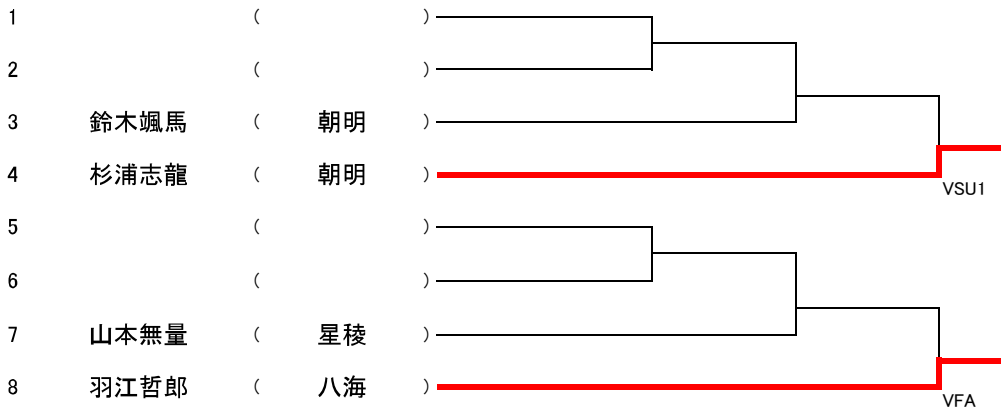 1 ( )
2 ( )
3 鈴木颯馬 ( 朝明 )
4 杉浦志龍 ( 朝明 )
VSU1
5 ( )
6 ( )
7 山本無量 ( 星稜 )
8 羽江哲郎 ( 八海 )
VFA